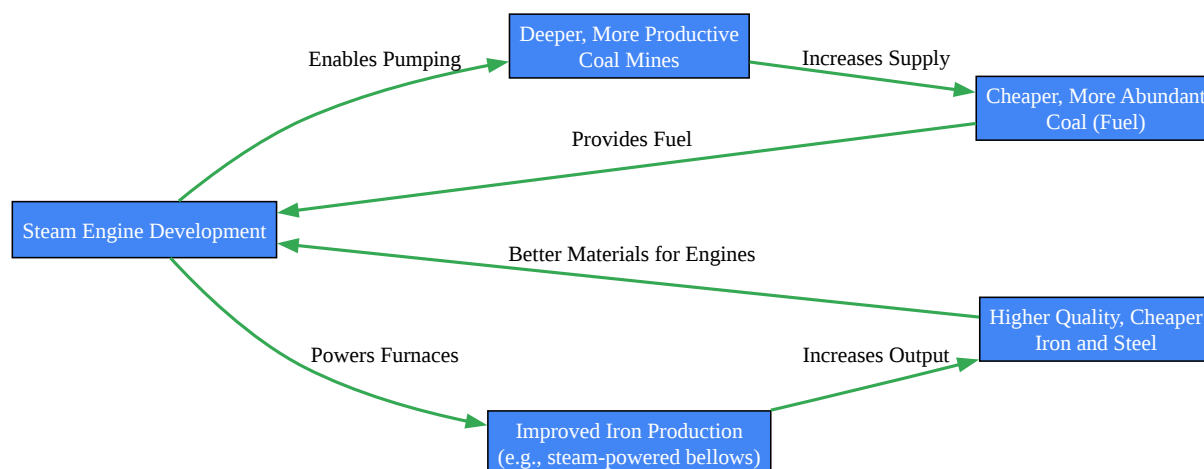 Deeper, More Productive
Coal Mines
Enables Pumping
Increases Supply
Cheaper, More Abundant
Coal (Fuel)
Provides Fuel
Steam Engine Development
Better Materials for Engines
Higher Quality, Cheaper
Iron and Steel
Powers Furnaces
Increases Output
Improved Iron Production
(e.g., steam-powered bellows)